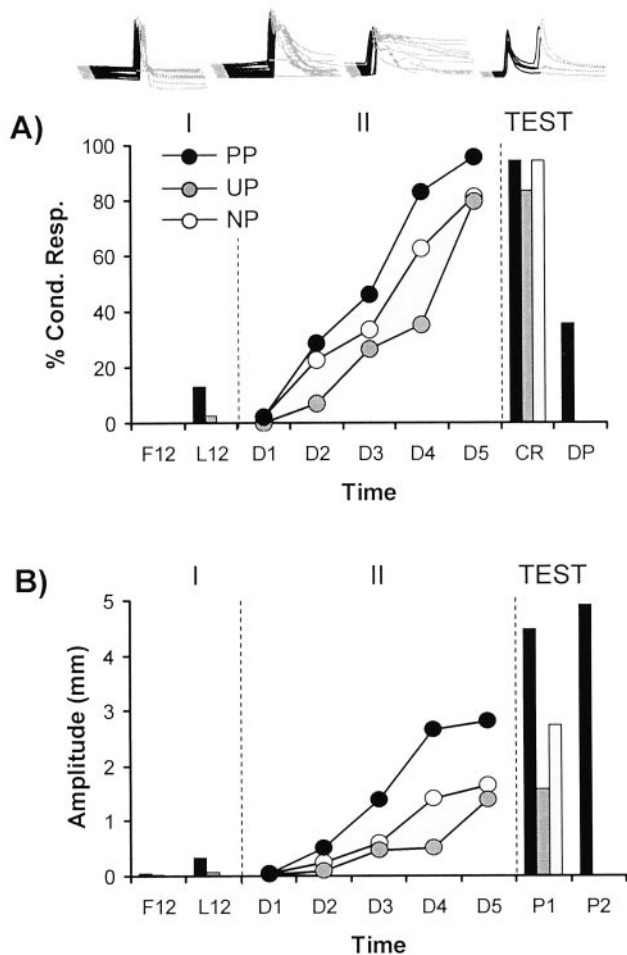 A)
I II TEST
PP
UP
NP
% Cond. Resp.
100
80
60
40
20
0
F12 L12 D1 D2 D3 D4 D5 CR DP
Time
B)
I II TEST
Amplitude (mm)
5
4
3
2
1
0
F12 L12 D1 D2 D3 D4 D5 P1 P2
Time